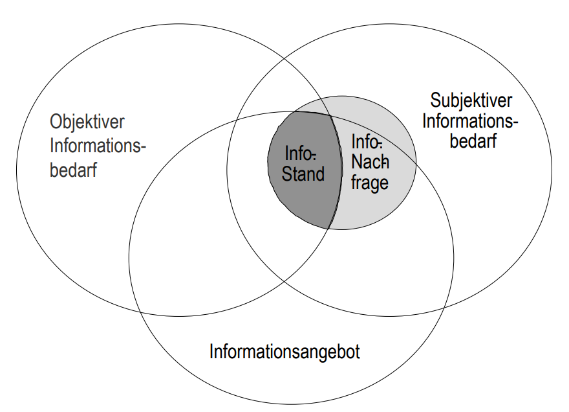 Objektiver
Informations-
bedarf
Info-
Stand
Info-
Nach
frage
Subjektiver
Informations-
bedarf
Informationsangebot